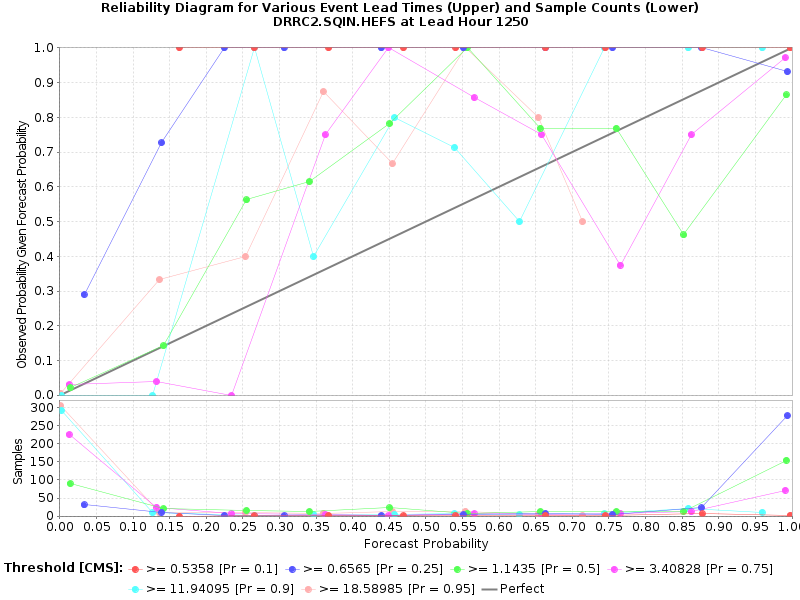 Reliability Diagram for Various Event Lead Times (Upper) and Sample Counts (Lower)
DRRC2.SQIN.HEFS at Lead Hour 1250
Observed Probability Given Forecast Probability
1.0
0.9
0.8
0.7
0.6
0.5
0.4
0.3
0.2
0.1
0.0
Samples
300
250
200
150
100
50
0
0.00 0.05 0.10 0.15 0.20 0.25 0.30 0.35 0.40 0.45 0.50 0.55 0.60 0.65 0.70 0.75 0.80 0.85 0.90 0.95 1.00
Forecast Probability
Threshold [CMS]: >= 0.5358 [Pr = 0.1] >= 0.6565 [Pr = 0.25] >= 1.1435 [Pr = 0.5] >= 3.40828 [Pr = 0.75]
>= 11.94095 [Pr = 0.9] >= 18.58985 [Pr = 0.95] Perfect